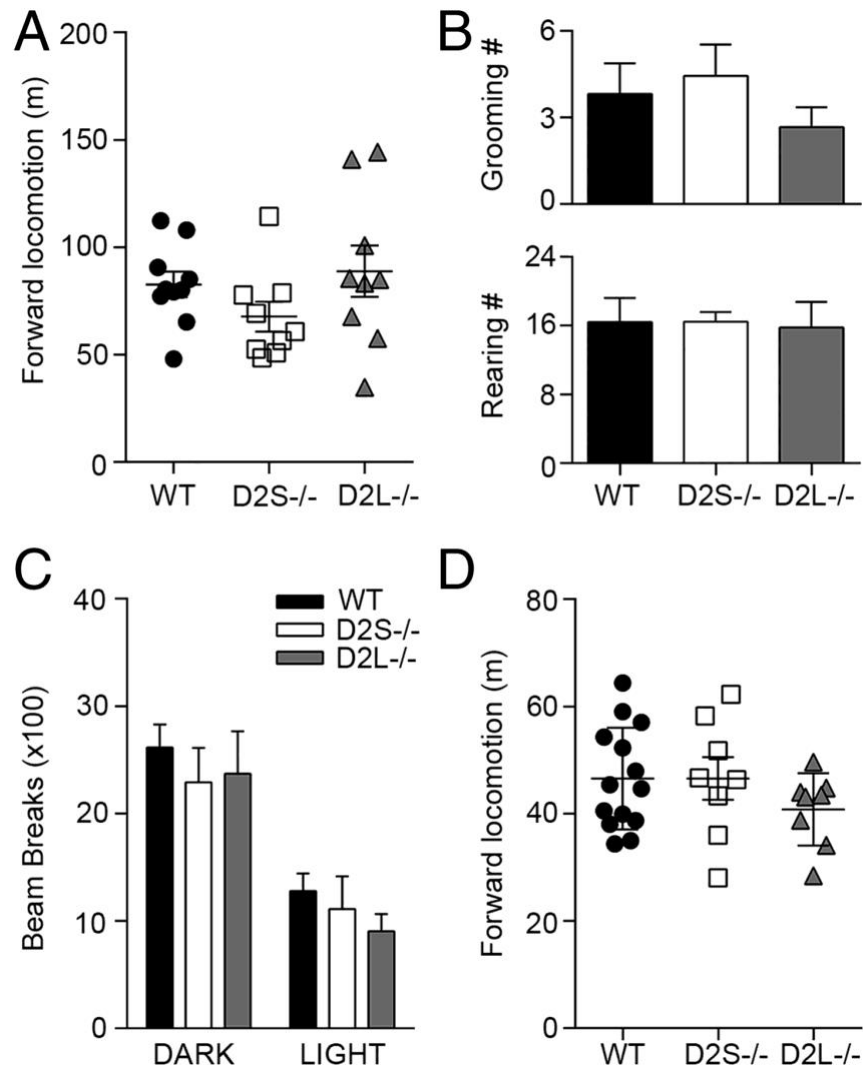 A
Forward locomotion (m)
200
150
100
50
0
WT D2S-/- D2L-/-
B
Grooming #
6
3
0
Rearing #
24
16
8
0
WT D2S-/- D2L-/-
C
Beam Breaks (x100)
40
30
20
10
0
WT
D2S-/-
D2L-/-
DARK LIGHT
D
Forward locomotion (m)
80
60
40
20
0
WT D2S-/- D2L-/-